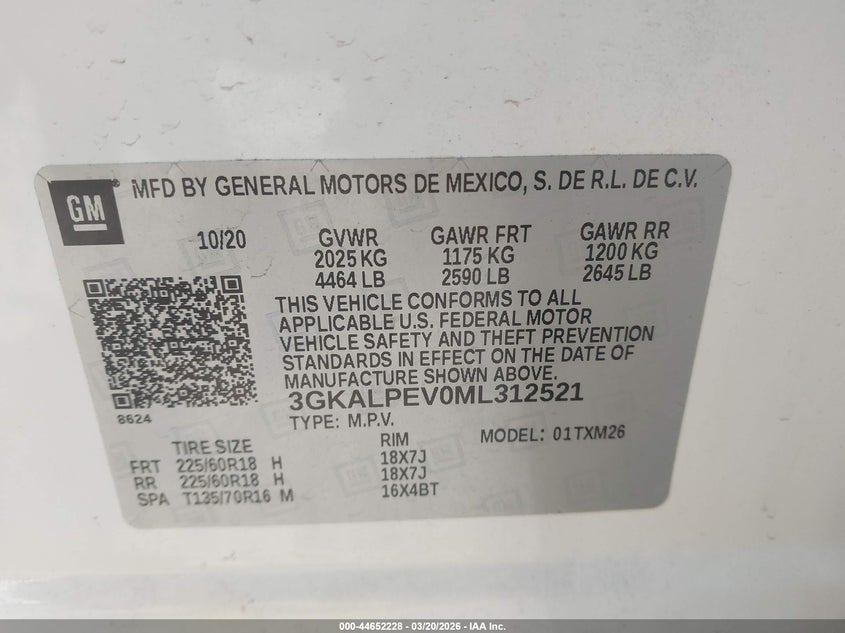 GM
MFD BY GENERAL MOTORS DE MEXICO, S. DE R.L. DE C.V.
10/20 GVWR GAWR FRT GAWR RR
2025 KG 1175 KG 1200 KG
4464 LB 2590 LB 2645 LB
THIS VEHICLE CONFORMS TO ALL
APPLICABLE U.S. FEDERAL MOTOR
VEHICLE SAFETY AND THEFT PREVENTION
STANDARDS IN EFFECT ON THE DATE OF
MANUFACTURE SHOWN ABOVE.
3GKALPEV0ML312521
8624
TYPE: M.P.V. MODEL: 01TXM26
TIRE SIZE RIM
FRT 225/60R18 H 18X7J
RR 225/60R18 H 18X7J
SPA T135/70R16 M 16X4BT
000-44652228 - 03/20/2026 - IAA Inc.